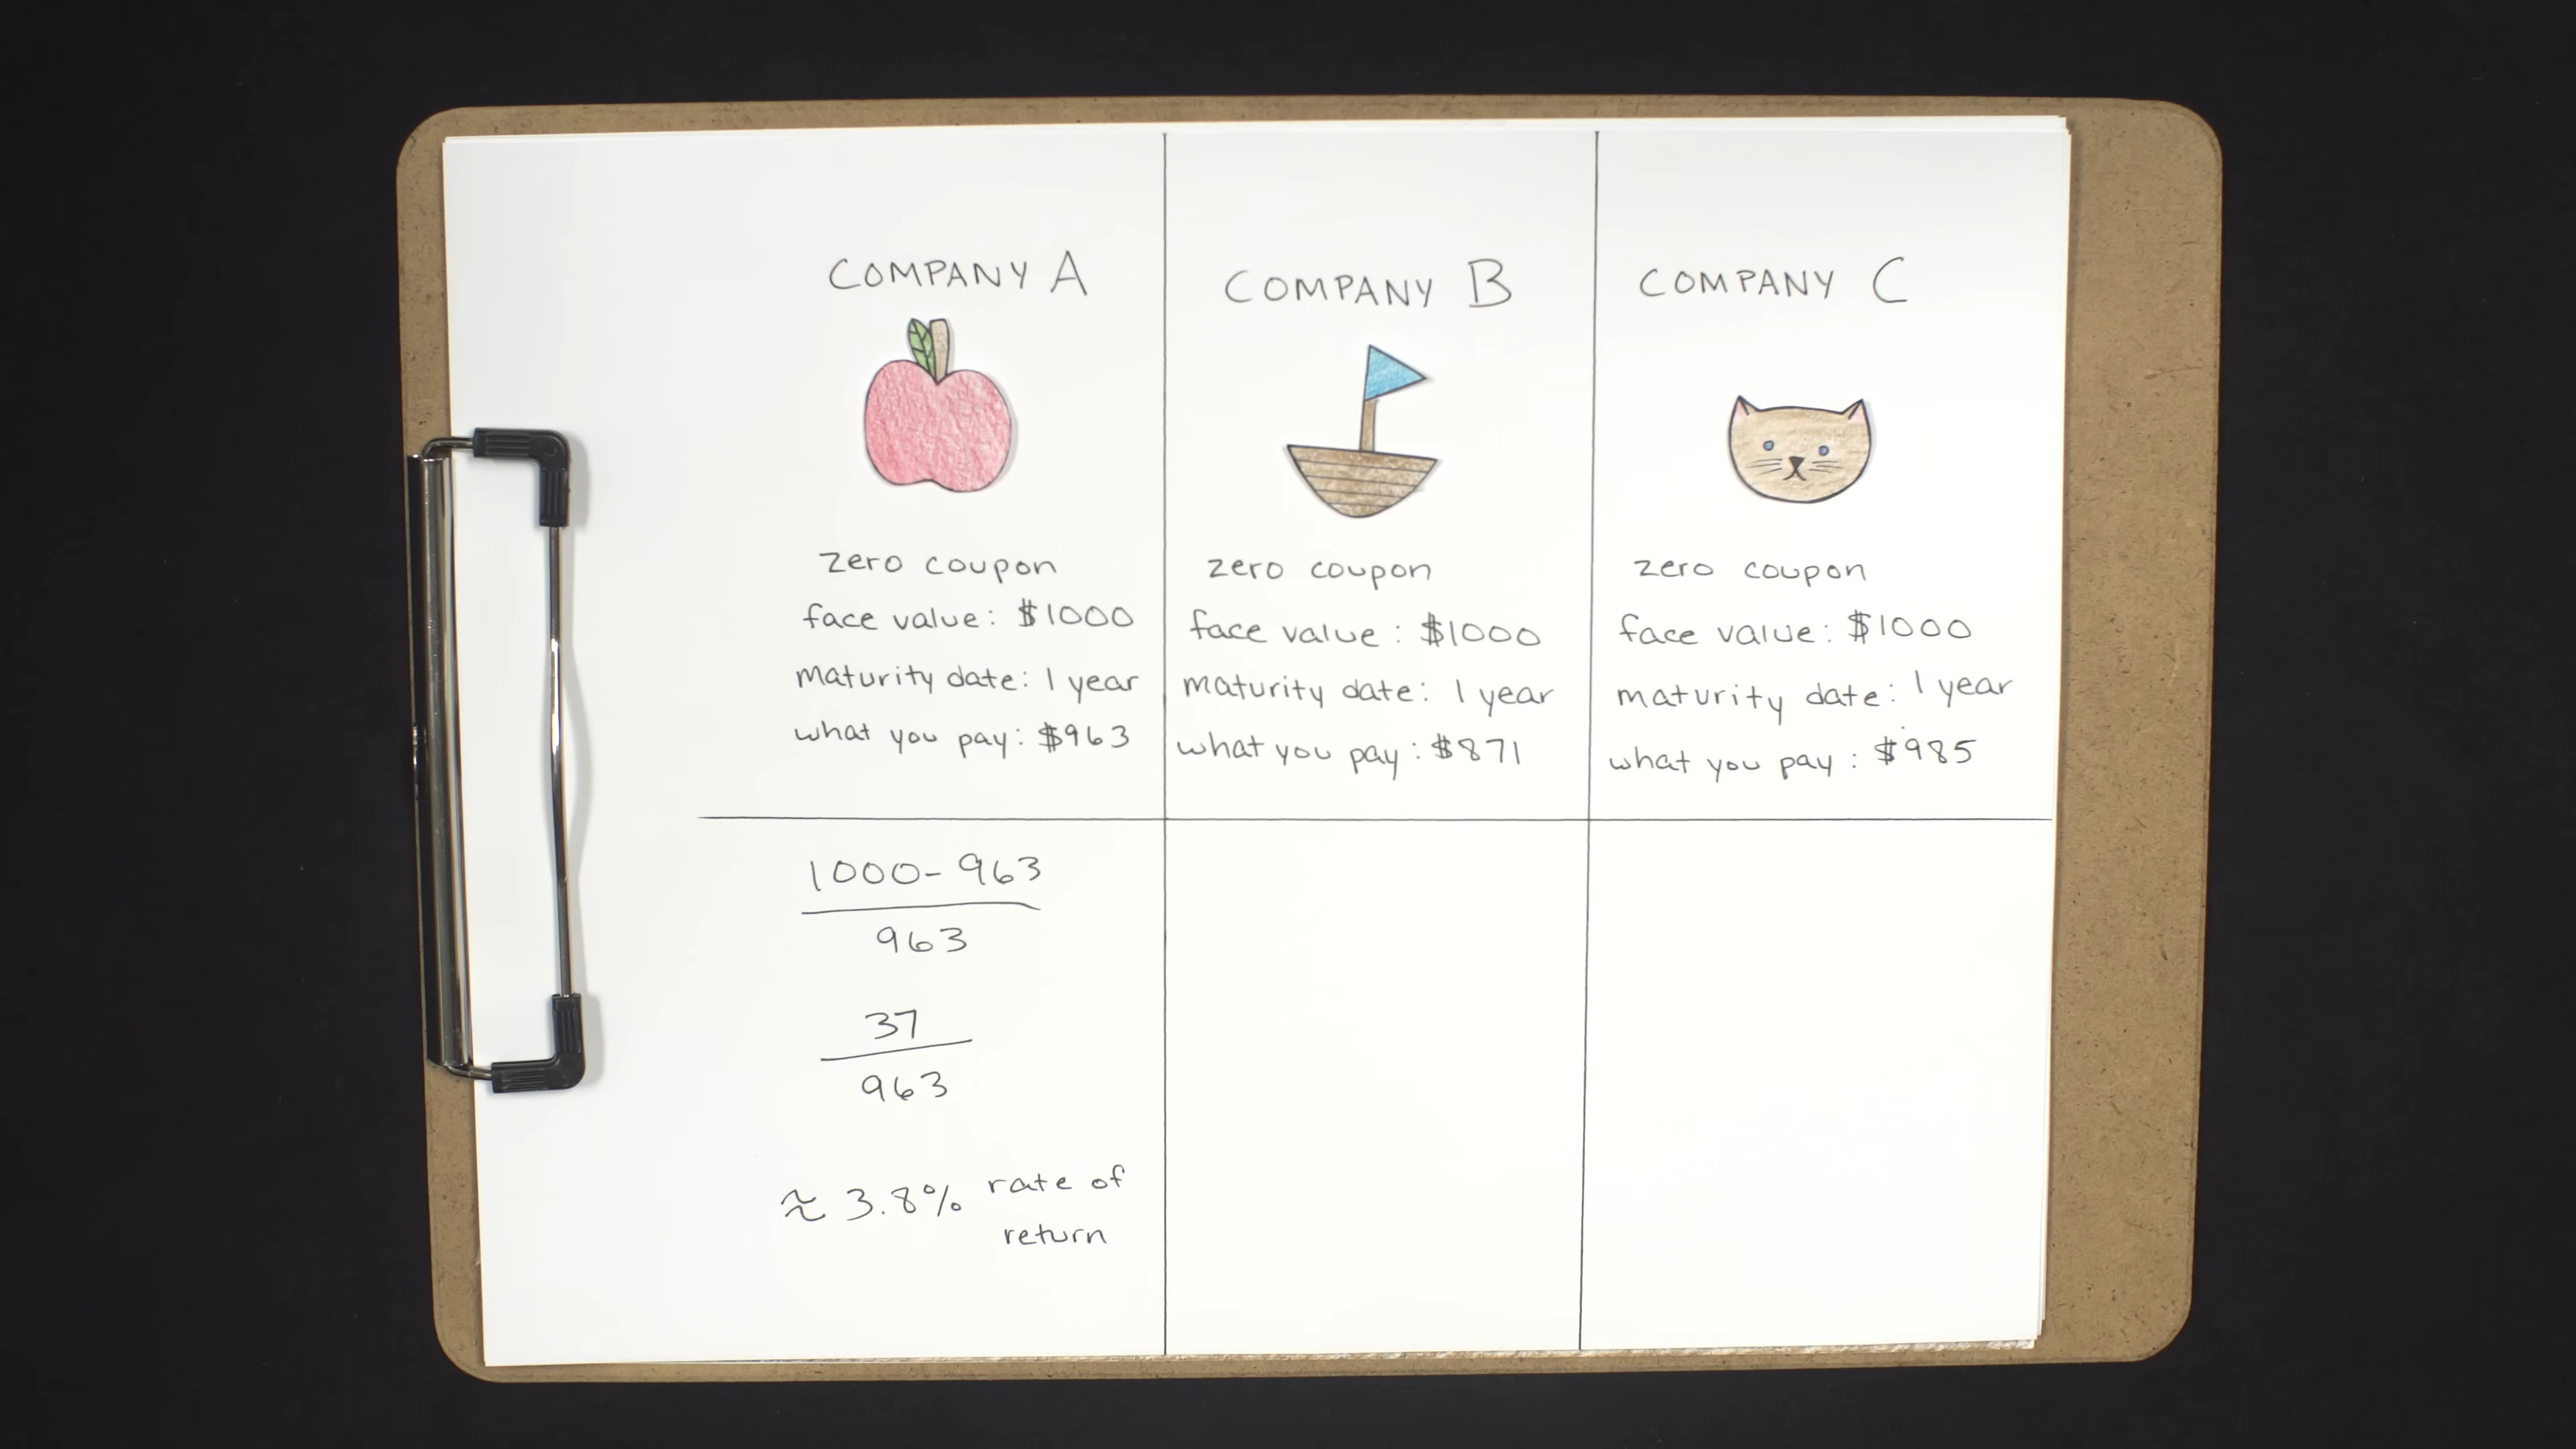 COMPANY A
zero coupon
face value: $1000
maturity date: 1 year
what you pay: $963
1000-963
963
37
963
≈ 3.8% rate of
return
COMPANY B
zero coupon
face value: $1000
maturity date: 1 year
what you pay: $871
COMPANY C
zero coupon
face value: $1000
maturity date: 1 year
what you pay: $985